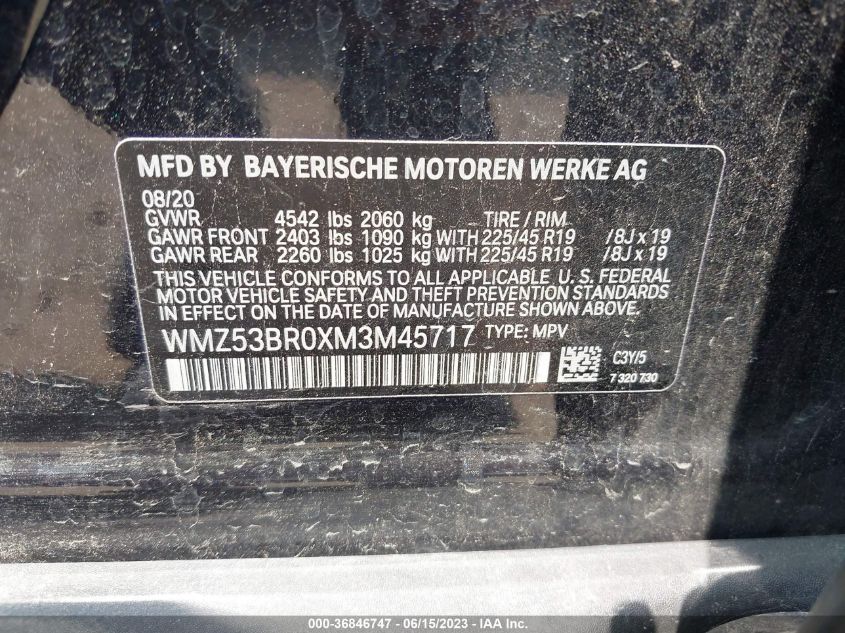 MFD BY BAYERISCHE MOTOREN WERKE AG
08/20
GVWR 4542 lbs 2060 kg TIRE / RIM
GAWR FRONT 2403 lbs 1090 kg WITH 225/45 R19 /8J x 19
GAWR REAR 2260 lbs 1025 kg WITH 225/45 R19 /8J x 19
THIS VEHICLE CONFORMS TO ALL APPLICABLE U. S. FEDERAL
MOTOR VEHICLE SAFETY AND THEFT PREVENTION STANDARDS
IN EFFECT ON THE DATE OF MANUFACTURE SHOWN ABOVE.
WMZ53BR0XM3M45717 TYPE: MPV
C3Y/5
7 320 730
000-36846747 - 06/15/2023 - IAA Inc.